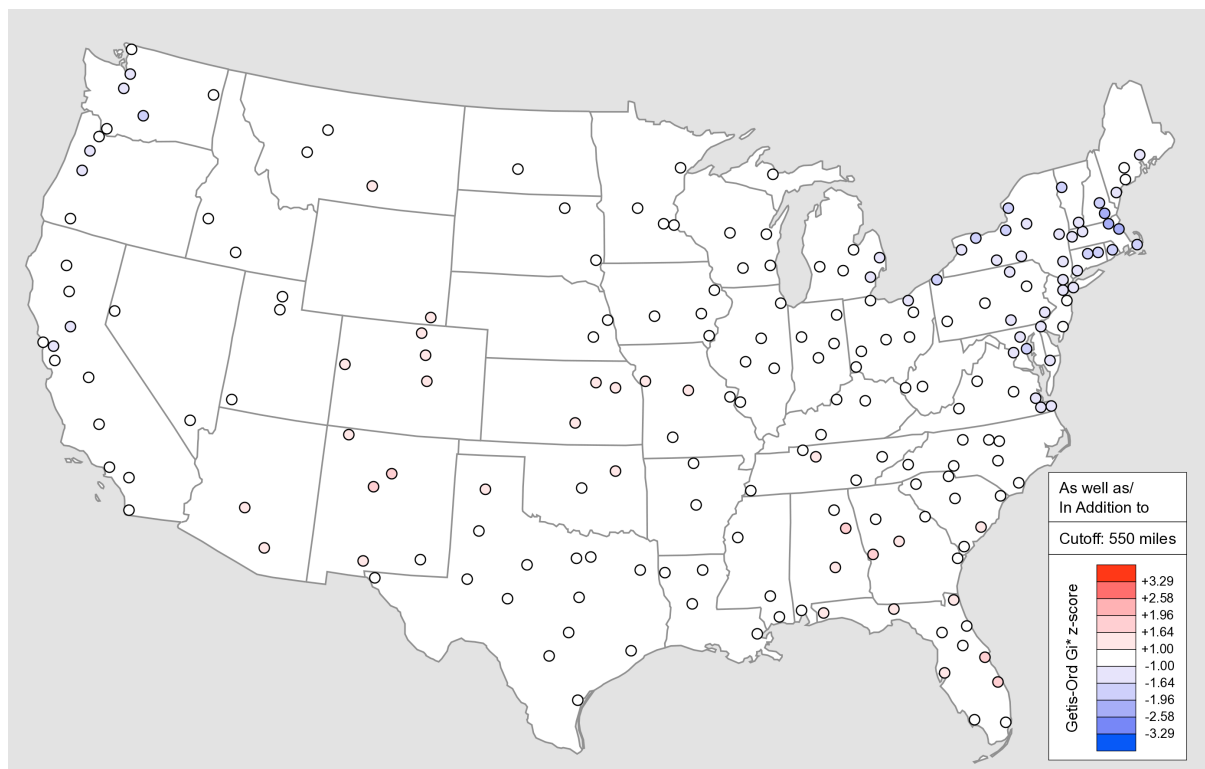 As well as/
In Addition to
Cutoff: 550 miles
Getis-Ord Gi* z-score
+3.29
+2.58
+1.96
+1.64
+1.00
-1.00
-1.64
-1.96
-2.58
-3.29